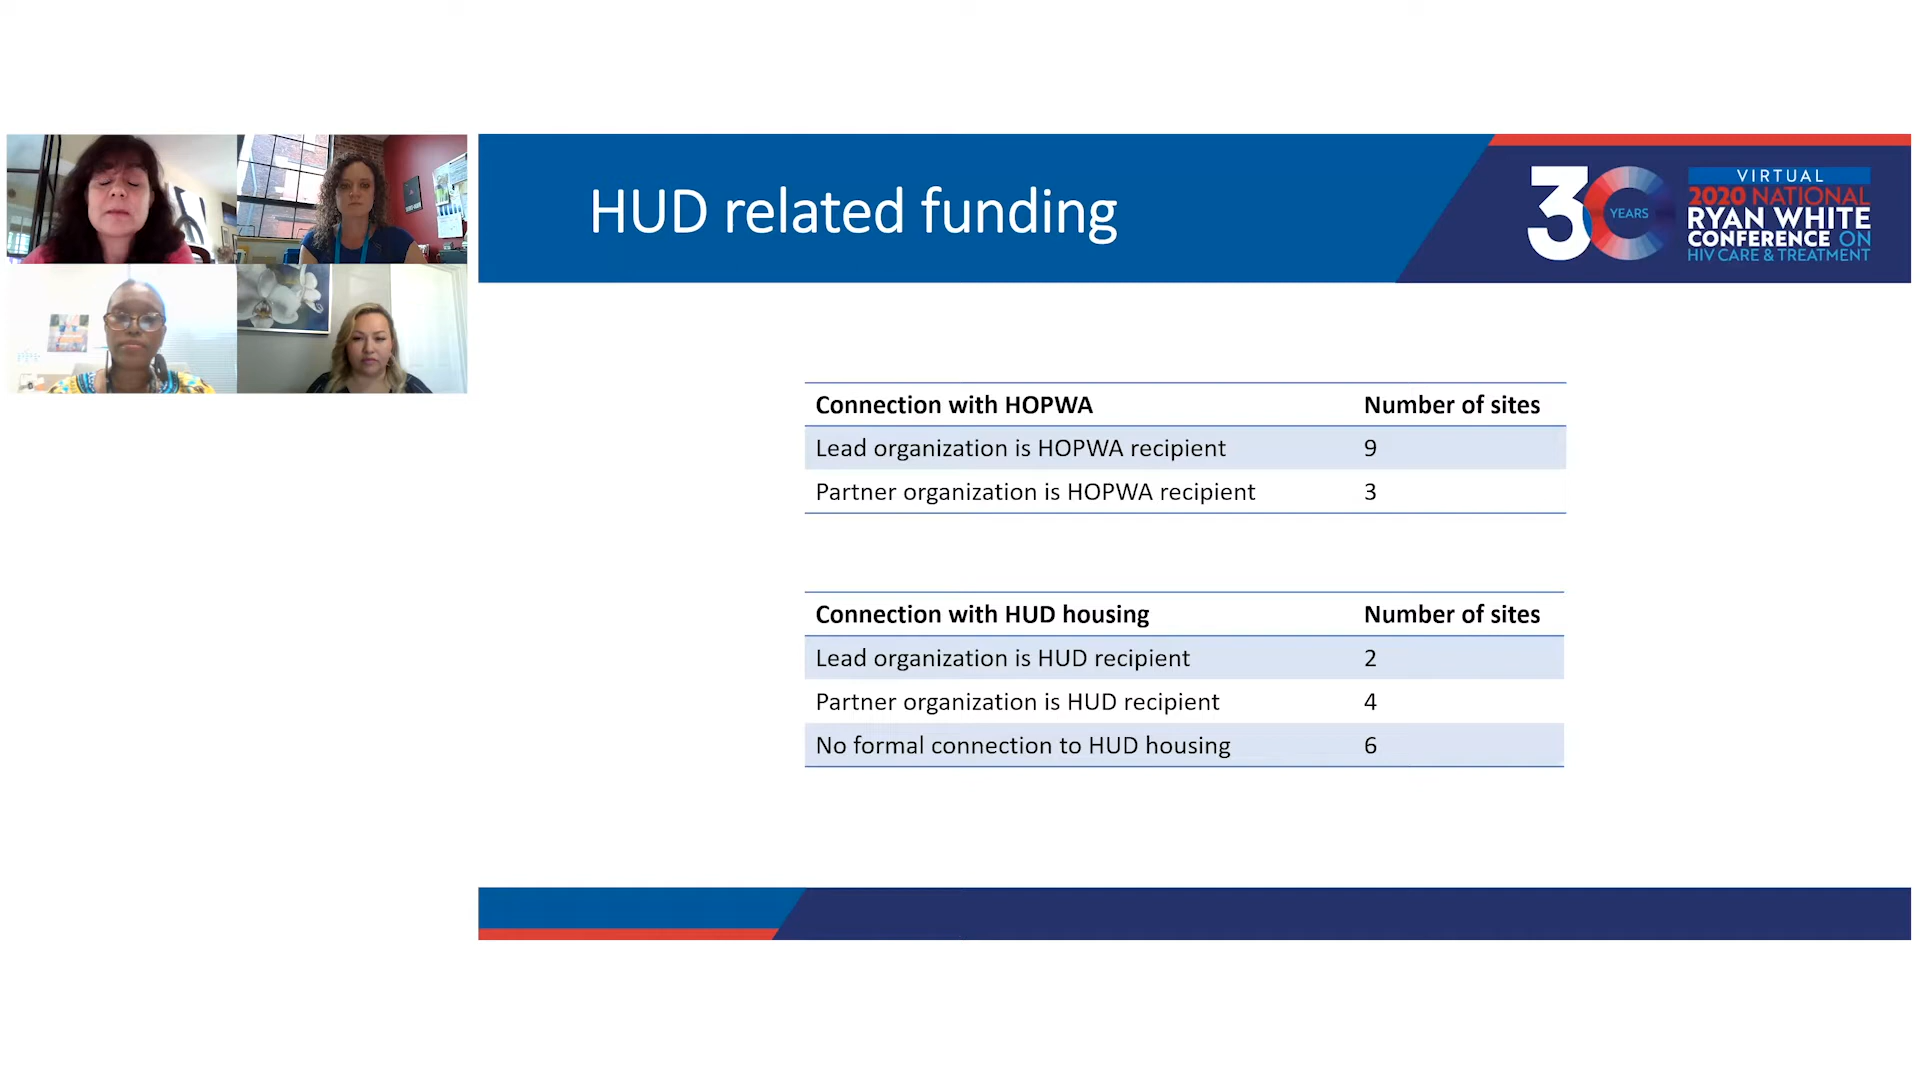 HUD related funding
30 YEARS
VIRTUAL
2020 NATIONAL
RYAN WHITE
CONFERENCE ON
HIV CARE & TREATMENT
Connection with HOPWA Number of sites
Lead organization is HOPWA recipient 9
Partner organization is HOPWA recipient 3
Connection with HUD housing Number of sites
Lead organization is HUD recipient 2
Partner organization is HUD recipient 4
No formal connection to HUD housing 6